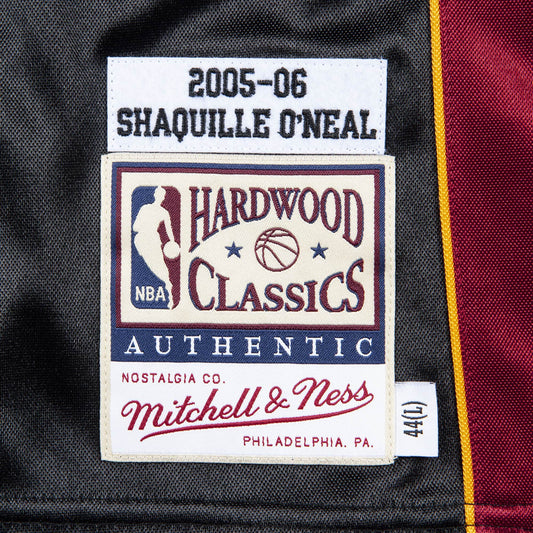 2005-06
SHAQUILLE O'NEAL
HARDWOOD
CLASSICS
NBA
AUTHENTIC
NOSTALGIA CO.
Mitchell & Ness
PHILADELPHIA, PA.
44(L)